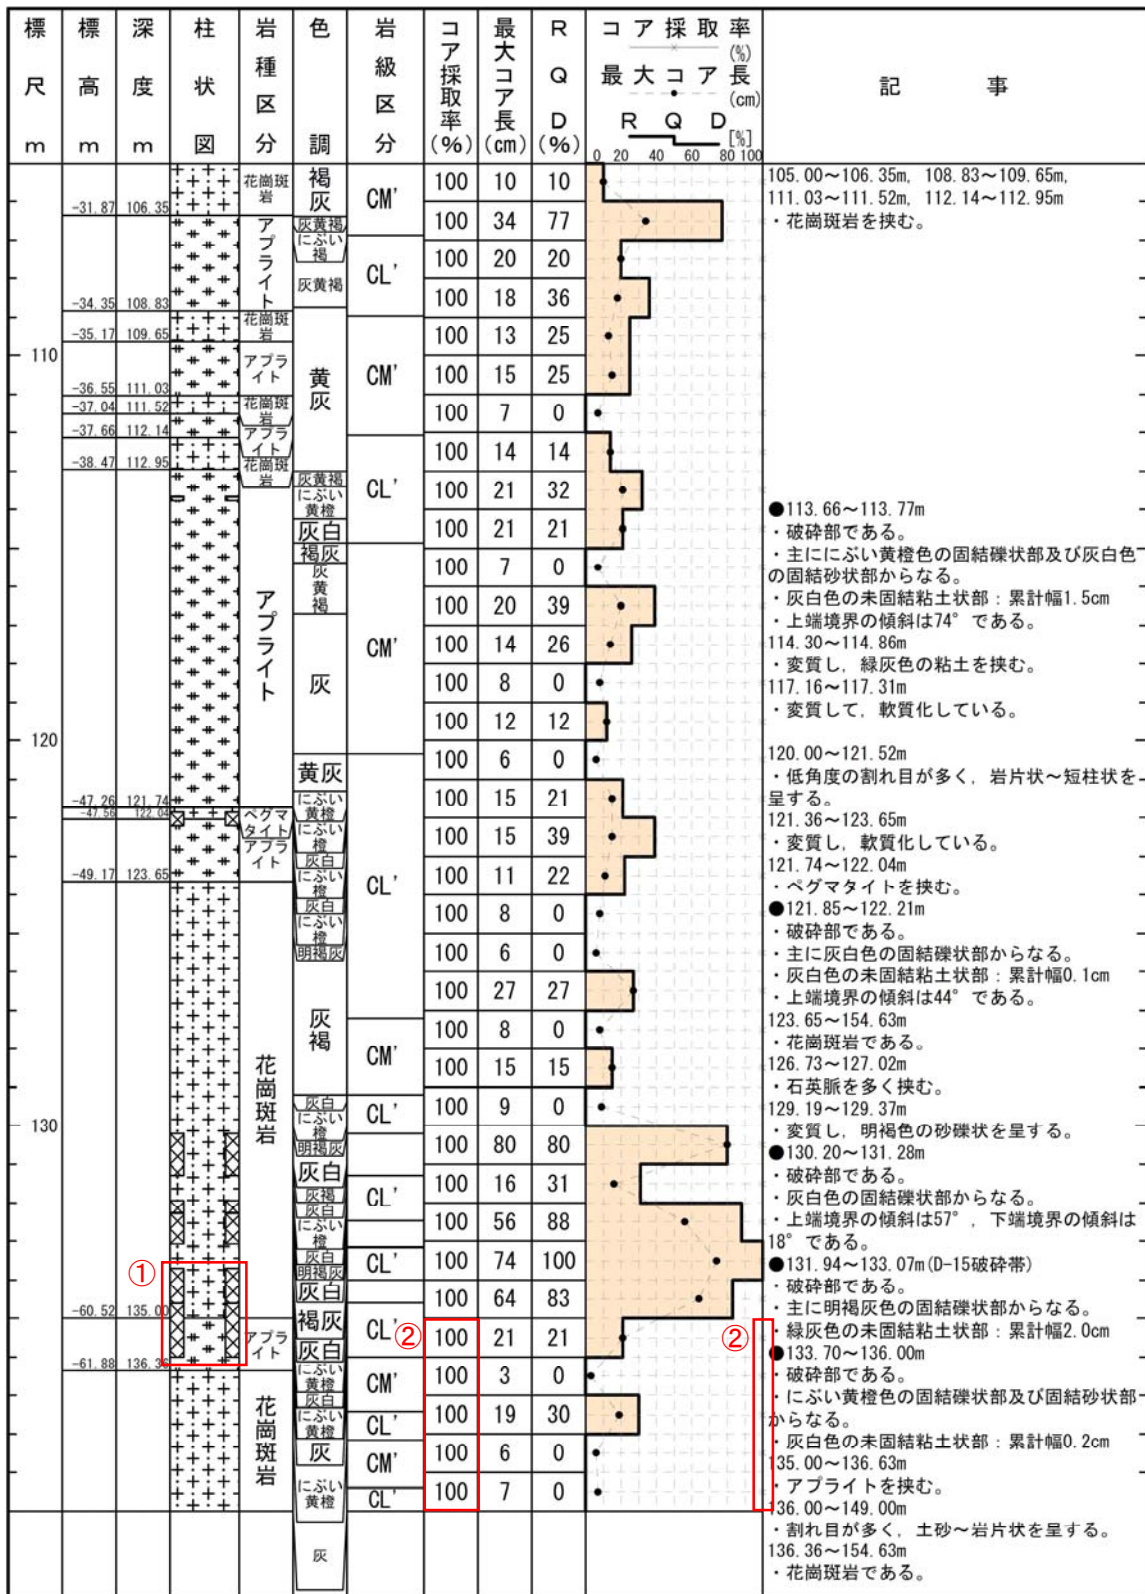 標尺m
標高m
深度m
柱状図
岩種区分
色調
岩級区分
コア採取率(%)
最大コア長(cm)
RQD(%)
コア採取率(%)
最大コア長(cm)
RQD[%]
0 20 40 60 80 100
記事
110
120
130
-31.87 106.35
-34.35 108.83
-35.17 109.65
-36.55 111.03
-37.04 111.52
-37.66 112.14
-38.47 112.95
-47.26 121.74
-47.56 122.04
-49.17 123.65
-60.52 135.00
-61.88 136.36
花崗斑岩
アプライト
花崗斑岩
アプライト
花崗斑岩
アプライト
花崗斑岩
アプライト
ペグマタイト
アプライト
花崗斑岩
アプライト
花崗斑岩
褐灰
灰黄褐
にぶい褐
灰黄褐
黄灰
灰黄褐
にぶい黄橙
灰白
褐灰
灰黄褐
灰
黄灰
にぶい黄橙
にぶい橙
灰白
にぶい橙
灰白
にぶい橙
明褐灰
灰褐
灰白
にぶい橙
明褐灰
灰白
灰褐
灰白
にぶい橙
灰白
明褐灰
灰白
褐灰
灰白
にぶい黄橙
灰白
にぶい黄橙
灰
にぶい黄橙
灰
CM'
CL'
CM'
CL'
CM'
CL'
CM'
CL'
CL'
CL'
CL'
CM'
CL'
CM'
CL'
100 10 10
100 34 77
100 20 20
100 18 36
100 13 25
100 15 25
100 7 0
100 14 14
100 21 32
100 21 21
100 7 0
100 20 39
100 14 26
100 8 0
100 12 12
100 6 0
100 15 21
100 15 39
100 11 22
100 8 0
100 6 0
100 27 27
100 8 0
100 15 15
100 9 0
100 80 80
100 16 31
100 56 88
100 74 100
100 64 83
100 21 21
100 3 0
100 19 30
100 6 0
100 7 0
①
②
②
105.00～106.35m, 108.83～109.65m,
111.03～111.52m, 112.14～112.95m
・花崗斑岩を挟む。
●113.66～113.77m
・破砕部である。
・主ににぶい黄橙色の固結礫状部及び灰白色
の固結砂状部からなる。
・灰白色の未固結粘土状部：累計幅1.5cm
・上端境界の傾斜は74°である。
114.30～114.86m
・変質し，緑灰色の粘土を挟む。
117.16～117.31m
・変質して，軟質化している。
120.00～121.52m
・低角度の割れ目が多く，岩片状～短柱状を
呈する。
121.36～123.65m
・変質し，軟質化している。
121.74～122.04m
・ペグマタイトを挟む。
●121.85～122.21m
・破砕部である。
・主に灰白色の固結礫状部からなる。
・灰白色の未固結粘土状部：累計幅0.1cm
・上端境界の傾斜は44°である。
123.65～154.63m
・花崗斑岩である。
126.73～127.02m
・石英脈を多く挟む。
129.19～129.37m
・変質し，明褐色の砂礫状を呈する。
●130.20～131.28m
・破砕部である。
・灰白色の固結礫状部からなる。
・上端境界の傾斜は57°，下端境界の傾斜は
18°である。
●131.94～133.07m(D-15破砕帯)
・破砕部である。
・主に明褐灰色の固結礫状部からなる。
・緑灰色の未固結粘土状部：累計幅2.0cm
●133.70～136.00m
・破砕部である。
・にぶい黄橙色の固結礫状部及び固結砂状部
からなる。
・灰白色の未固結粘土状部：累計幅0.2cm
135.00～136.63m
・アプライトを挟む。
136.00～149.00m
・割れ目が多く，土砂～岩片状を呈する。
136.36～154.63m
・花崗斑岩である。